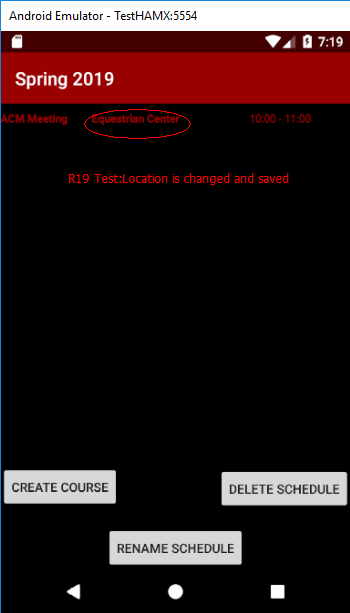 Android Emulator - TestHAMX:5554
7:19
Spring 2019
ACM Meeting Equestrian Center 10:00 - 11:00
R19 Test:Location is changed and saved
CREATE COURSE DELETE SCHEDULE
RENAME SCHEDULE